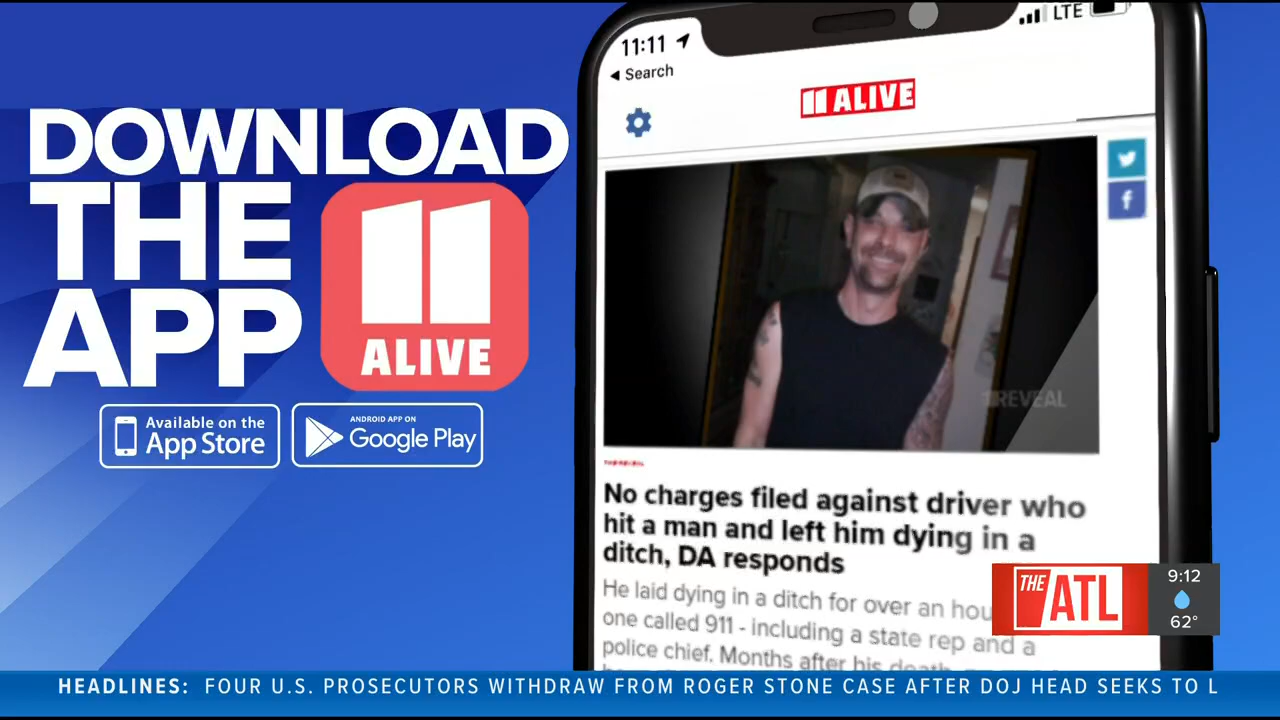 DOWNLOAD
THE
APP
11
ALIVE
Available on the
App Store
ANDROID APP ON
Google Play
11:11
LTE
Search
11 ALIVE
REVEAL
THE REVEAL
No charges filed against driver who
hit a man and left him dying in a
ditch, DA responds
He laid dying in a ditch for over an hou
one called 911 - including a state rep and a
police chief. Months after his death,
THE ATL
9:12
62°
HEADLINES: FOUR U.S. PROSECUTORS WITHDRAW FROM ROGER STONE CASE AFTER DOJ HEAD SEEKS TO L